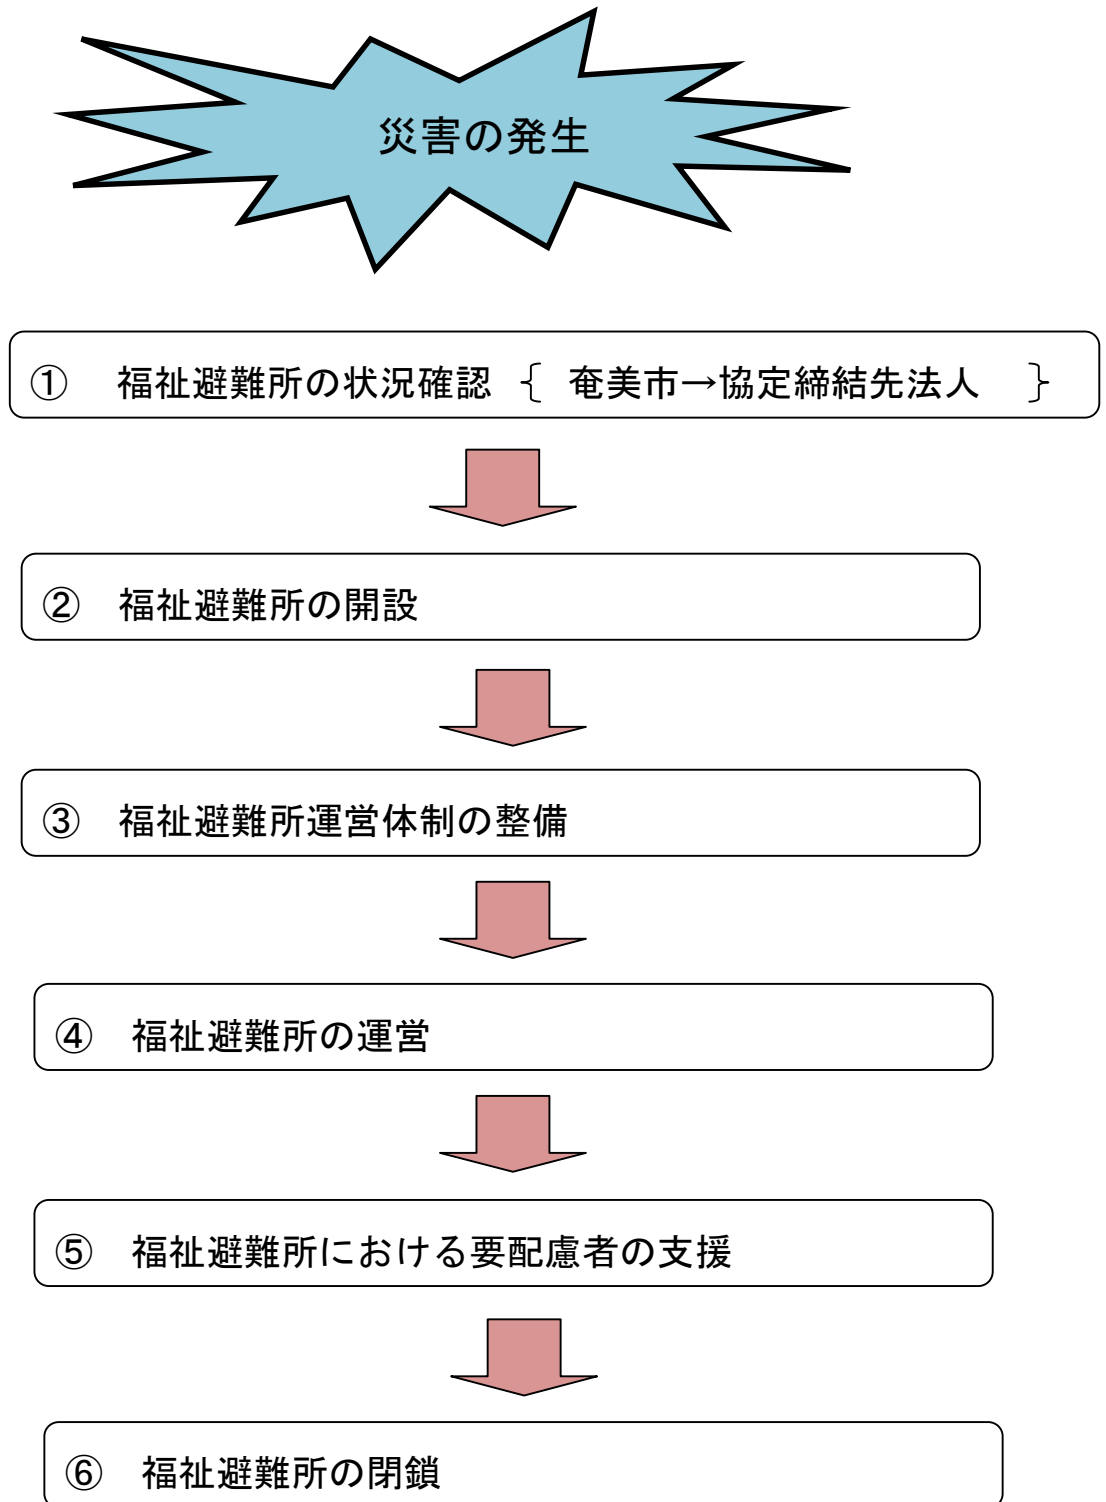 災害の発生
① 福祉避難所の状況確認 { 奄美市→協定締結先法人 }
② 福祉避難所の開設
③ 福祉避難所運営体制の整備
④ 福祉避難所の運営
⑤ 福祉避難所における要配慮者の支援
⑥ 福祉避難所の閉鎖